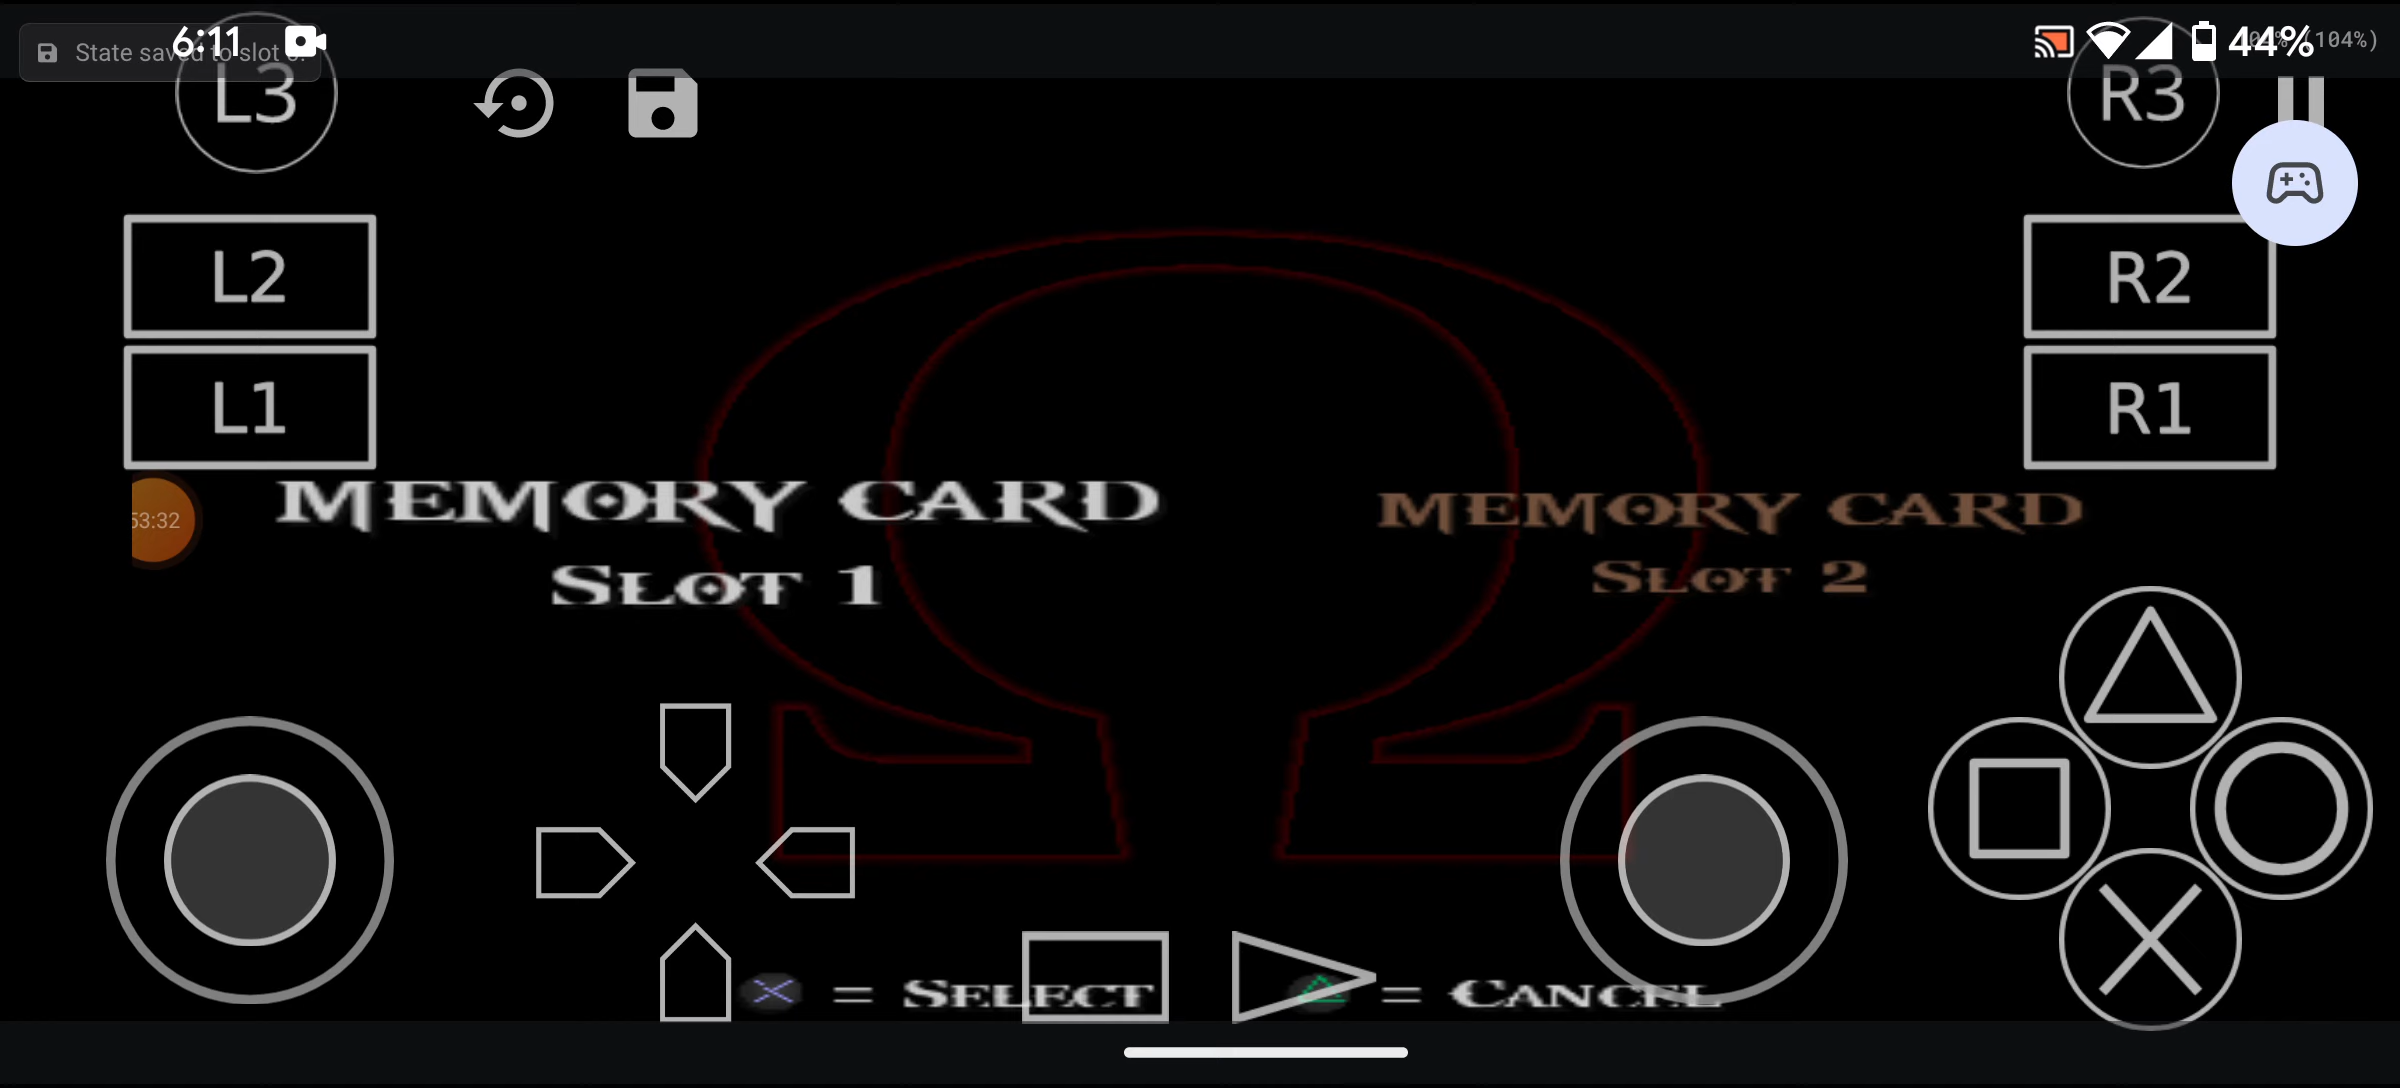 6:11
State saved to slot
44%
(104%)
L3
R3
L2
R2
L1
R1
53:32
MEMORY CARD
SLOT 1
MEMORY CARD
SLOT 2
= SELECT
= CANCEL